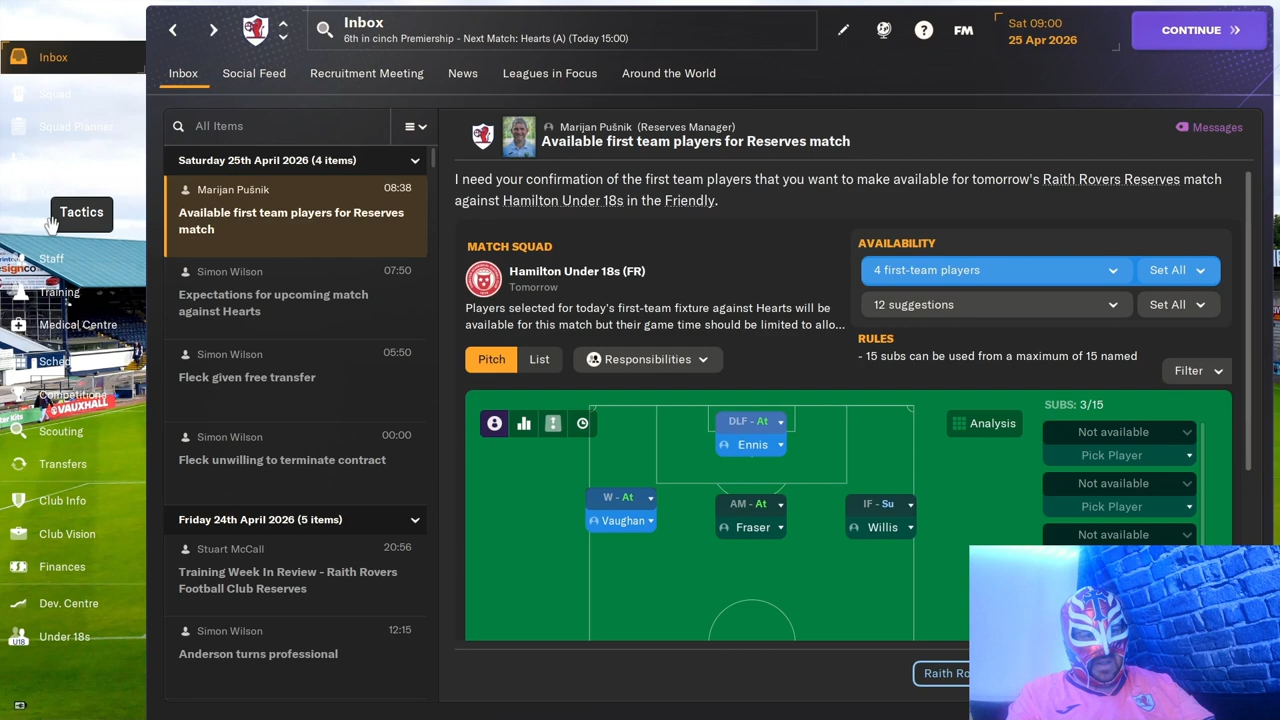 Inbox
6th in cinch Premiership - Next Match: Hearts (A) (Today 15:00)
FM
Sat 09:00
25 Apr 2026
CONTINUE
Inbox
Social Feed
Recruitment Meeting
News
Leagues in Focus
Around the World
Inbox
Squad
Squad Planner
Tactics
Staff
Training
Medical Centre
Sched
Competitions
VAUXHALL
Scouting
Transfers
Club Info
Club Vision
Finances
Dev. Centre
U18
Under 18s
All Items
Saturday 25th April 2026 (4 items)
Marijan Pušnik 08:38
Available first team players for Reserves
match
Simon Wilson 07:50
Expectations for upcoming match
against Hearts
Simon Wilson 05:50
Fleck given free transfer
Simon Wilson 00:00
Fleck unwilling to terminate contract
Friday 24th April 2026 (5 items)
Stuart McCall 20:56
Training Week In Review - Raith Rovers
Football Club Reserves
Simon Wilson 12:15
Anderson turns professional
Marijan Pušnik (Reserves Manager)
Available first team players for Reserves match
Messages
I need your confirmation of the first team players that you want to make available for tomorrow's Raith Rovers Reserves match
against Hamilton Under 18s in the Friendly.
MATCH SQUAD
Hamilton Under 18s (FR)
Tomorrow
Players selected for today's first-team fixture against Hearts will be
available for this match but their game time should be limited to allo...
AVAILABILITY
4 first-team players
Set All
12 suggestions
Set All
RULES
- 15 subs can be used from a maximum of 15 named
Pitch
List
Responsibilities
Filter
DLF - At
Ennis
W - At
Vaughan
AM - At
Fraser
IF - Su
Willis
Analysis
SUBS: 3/15
Not available
Pick Player
Not available
Pick Player
Not available
Raith Ro